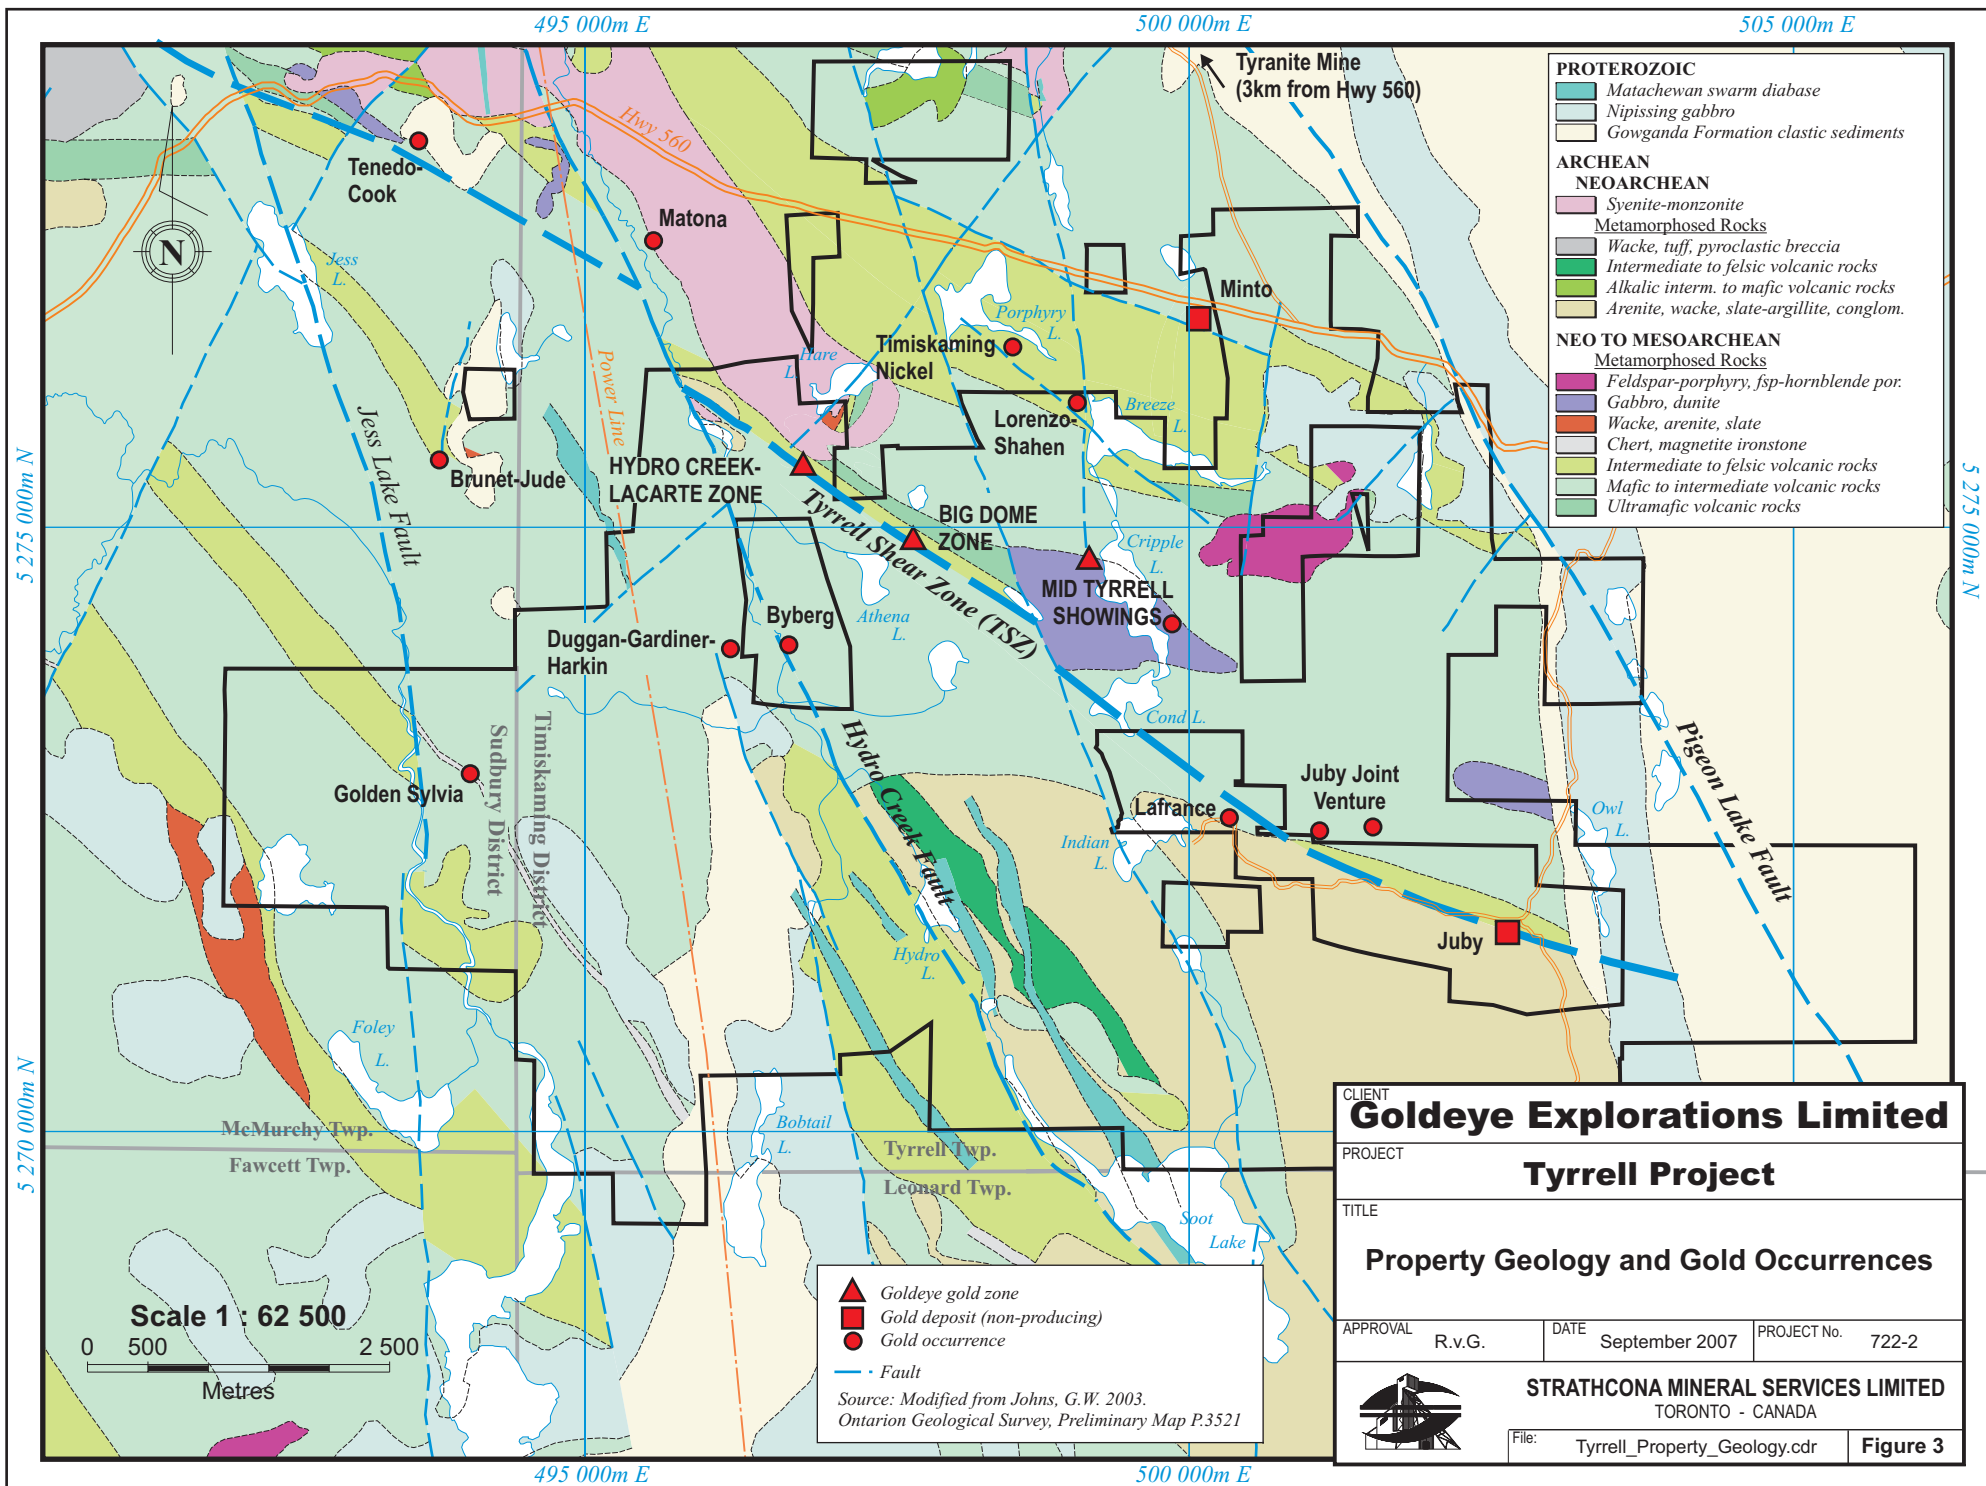 495 000m E
500 000m E
505 000m E
Tyranite Mine
(3km from Hwy 560)
PROTEROZOIC
Matachewan swarm diabase
Nipissing gabbro
Gowganda Formation clastic sediments
ARCHEAN
NEOARCHEAN
Syenite-monzonite
Metamorphosed Rocks
Wacke, tuff, pyroclastic breccia
Intermediate to felsic volcanic rocks
Alkalic interm. to mafic volcanic rocks
Arenite, wacke, slate-argillite, conglom.
NEO TO MESOARCHEAN
Metamorphosed Rocks
Feldspar-porphyry, fsp-hornblende por.
Gabbro, dunite
Wacke, arenite, slate
Chert, magnetite ironstone
Intermediate to felsic volcanic rocks
Mafic to intermediate volcanic rocks
Ultramafic volcanic rocks
Hwy 560
Tenedo-
Cook
Matona
N
Jess
L.
Minto
Porphyry
L.
Timiskaming
Nickel
Hare
L.
Power Line
Jess Lake Fault
Lorenzo-
Shahen
Breeze
L.
Brunet-Jude
HYDRO CREEK-
LACARTE ZONE
Tyrrell Shear Zone (TSZ)
BIG DOME
ZONE
Cripple
L.
MID TYRRELL
SHOWINGS
5 275 000m N
5 275 000m N
Byberg
Athena
L.
Duggan-Gardiner-
Harkin
Cond L.
Hydro Creek Fault
Pigeon Lake Fault
Sudbury District
Timiskaming District
Golden Sylvia
Juby Joint
Venture
Lafrance
Indian
L.
Owl
L.
Juby
Hydro
L.
Foley
L.
5 270 000m N
McMurchy Twp.
Fawcett Twp.
Bobtail
L.
Tyrrell Twp.
Leonard Twp.
Soot
Lake
Scale 1 : 62 500
0 500 2 500
Metres
Goldeye gold zone
Gold deposit (non-producing)
Gold occurrence
Fault
Source: Modified from Johns, G.W. 2003.
Ontarion Geological Survey, Preliminary Map P.3521
CLIENT
Goldeye Explorations Limited
PROJECT
Tyrrell Project
TITLE
Property Geology and Gold Occurrences
APPROVAL R.v.G. DATE September 2007 PROJECT No. 722-2
STRATHCONA MINERAL SERVICES LIMITED
TORONTO - CANADA
File: Tyrrell_Property_Geology.cdr Figure 3
495 000m E
500 000m E